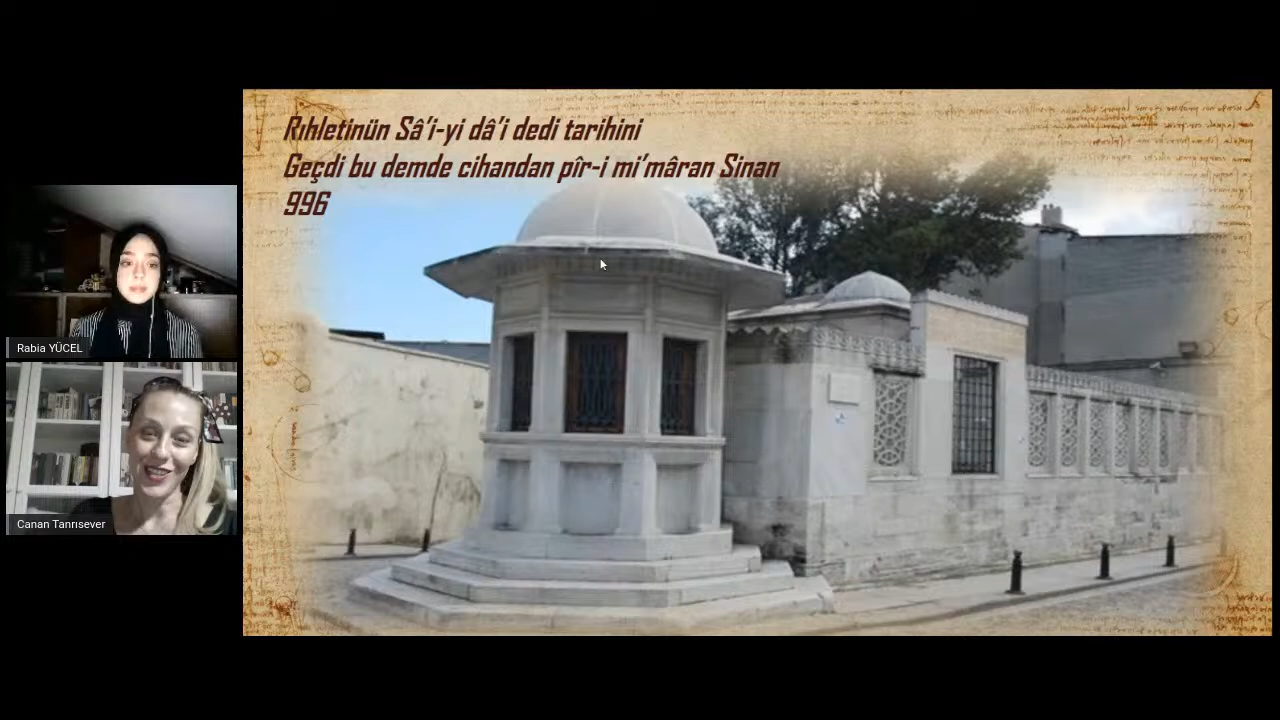 Rıhletinün Sâ'i-yi dâ'i dedi tarihini
Geçdi bu demde cihandan pîr-i mi'mâran Sinan
996
Rabia YÜCEL
Canan Tanrısever